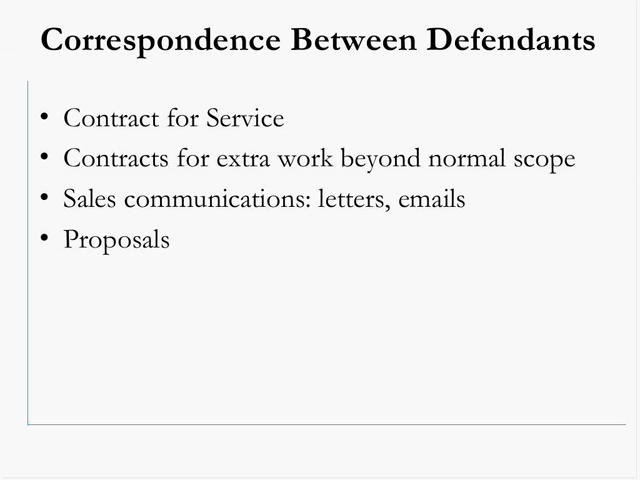 Correspondence Between Defendants
• Contract for Service
• Contracts for extra work beyond normal scope
• Sales communications: letters, emails
• Proposals